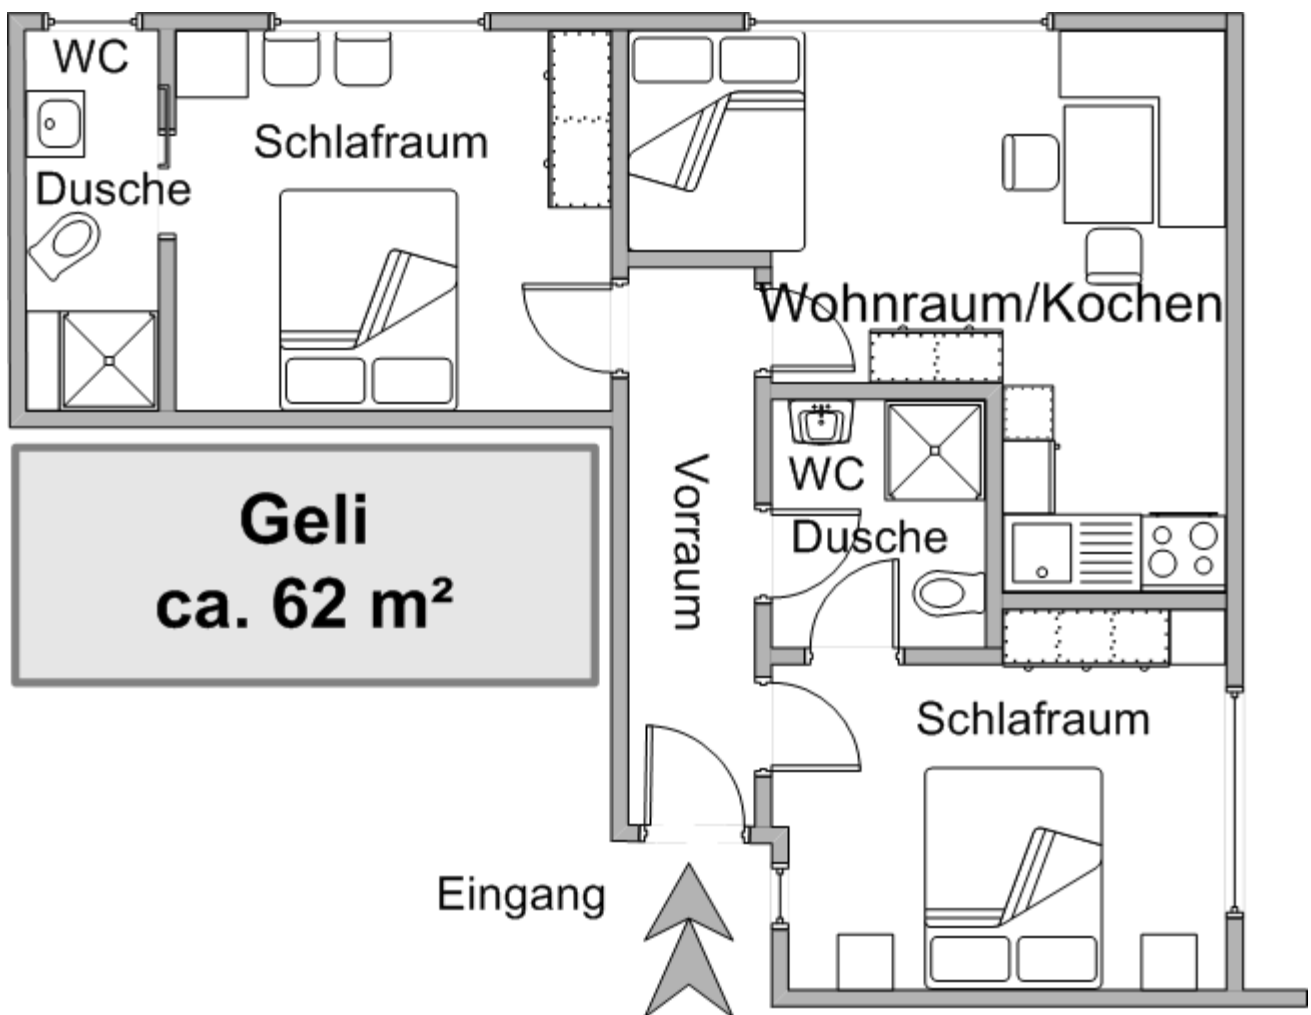 WC
Dusche
Schlafraum
Wohnraum/Kochen
Geli
ca. 62 m²
Vorraum
WC
Dusche
Schlafraum
Eingang